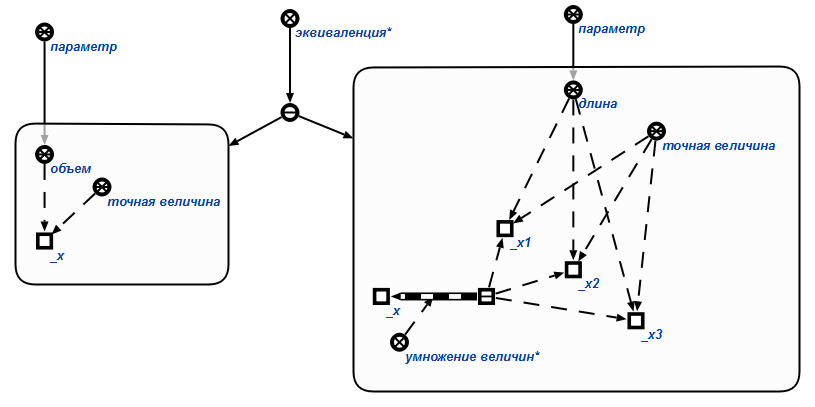 параметр
эквиваленция*
параметр
длина
точная величина
объем
точная величина
_x
_x1
_x2
_x
_x3
умножение величин*